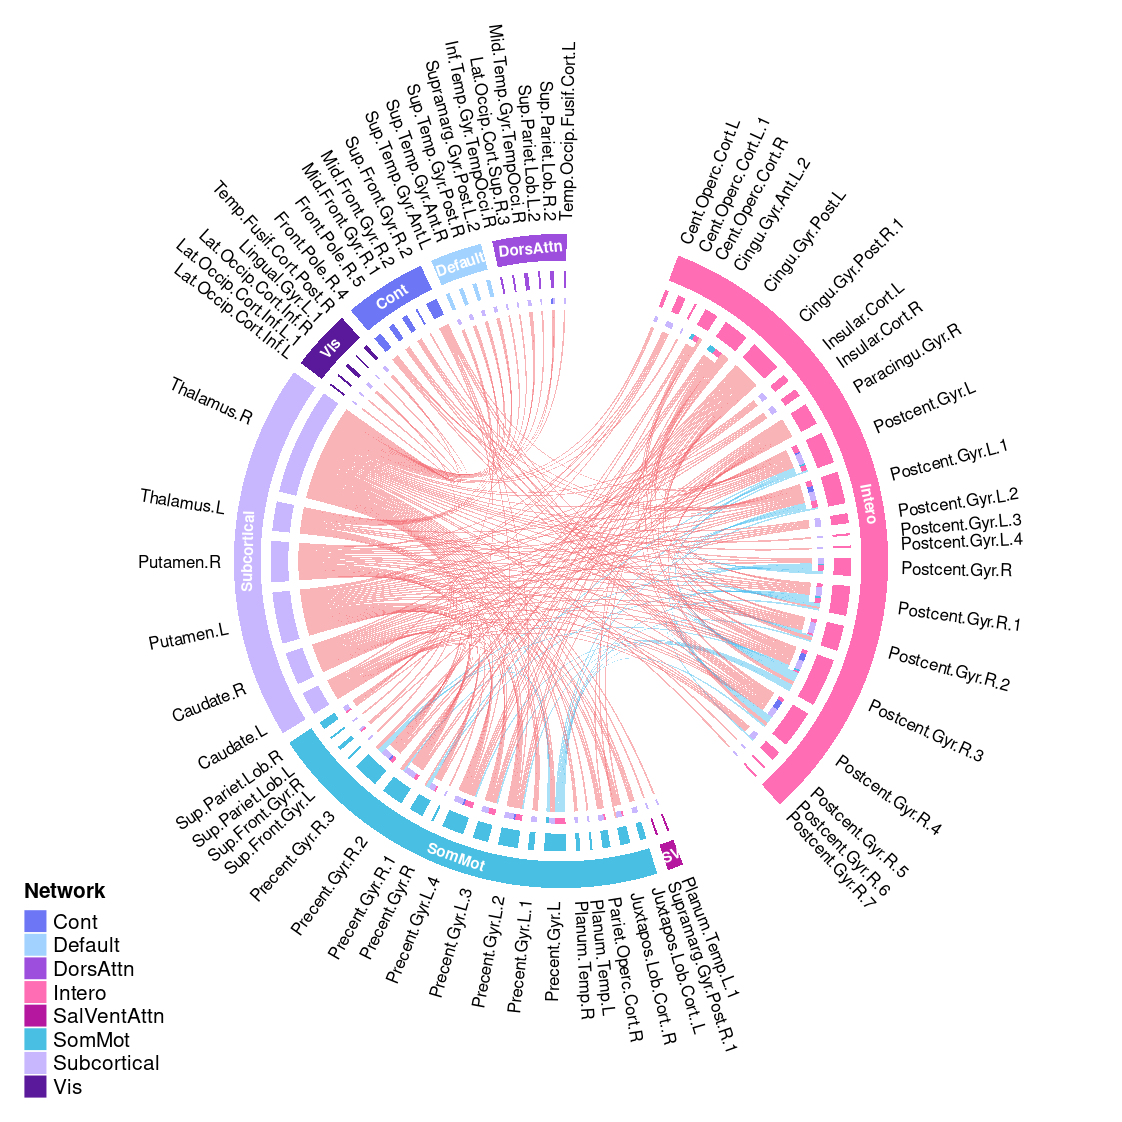 Temp.Occip.Fusif.Cort.L
Sup.Pariet.Lob.R.2
Sup.Pariet.Lob.L.2
Mid.Temp.Gyr.TempOcci.R
Lat.Occip.Cort.Sup.R.3
Inf.Temp.Gyr.TempOcci.R
Supramarg.Gyr.Post.L.2
Sup.Temp.Gyr.Post.R
Sup.Temp.Gyr.Ant.R
Sup.Temp.Gyr.Ant.L
Sup.Front.Gyr.R.2
Mid.Front.Gyr.R.2
Mid.Front.Gyr.R.1
Front.Pole.R.5
Front.Pole.R.4
Temp.Fusif.Cort.Post.R
Lingual.Gyr.L.1
Lat.Occip.Cort.Inf.R
Lat.Occip.Cort.Inf.L.1
Lat.Occip.Cort.Inf.L
Thalamus.R
Thalamus.L
Putamen.R
Putamen.L
Caudate.R
Caudate.L
Sup.Pariet.Lob.R
Sup.Pariet.Lob.L
Sup.Front.Gyr.R
Sup.Front.Gyr.L
Precent.Gyr.R.3
Precent.Gyr.R.2
Precent.Gyr.R.1
Precent.Gyr.R
Precent.Gyr.L.4
Precent.Gyr.L.3
Precent.Gyr.L.2
Precent.Gyr.L.1
Precent.Gyr.L
Planum.Temp.R
Planum.Temp.L
Pariet.Operc.Cort.R
Juxtapos.Lob.Cort..R
Juxtapos.Lob.Cort..L
Supramarg.Gyr.Post.R.1
Planum.Temp.L.1
Cent.Operc.Cort.L
Cent.Operc.Cort.L.1
Cent.Operc.Cort.R
Cingu.Gyr.Ant.L.2
Cingu.Gyr.Post.L
Cingu.Gyr.Post.R.1
Insular.Cort.L
Insular.Cort.R
Paracingu.Gyr.R
Postcent.Gyr.L
Postcent.Gyr.L.1
Postcent.Gyr.L.2
Postcent.Gyr.L.3
Postcent.Gyr.L.4
Postcent.Gyr.R
Postcent.Gyr.R.1
Postcent.Gyr.R.2
Postcent.Gyr.R.3
Postcent.Gyr.R.4
Postcent.Gyr.R.5
Postcent.Gyr.R.6
Postcent.Gyr.R.7
DorsAttn
Default
Cont
Vis
Subcortical
SomMot
Intero
Network
Cont
Default
DorsAttn
Intero
SalVentAttn
SomMot
Subcortical
Vis